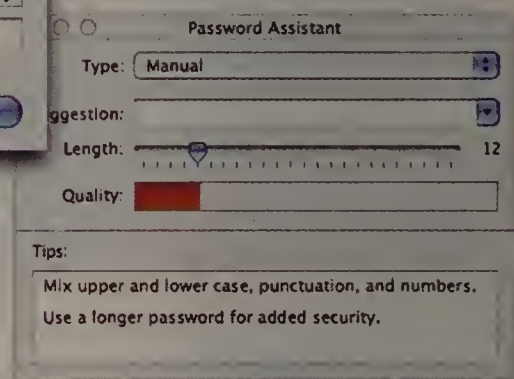 Password Assistant
Type: Manual
ggestion:
Length: 12
Quality:
Tips:
Mix upper and lower case, punctuation, and numbers.
Use a longer password for added security.